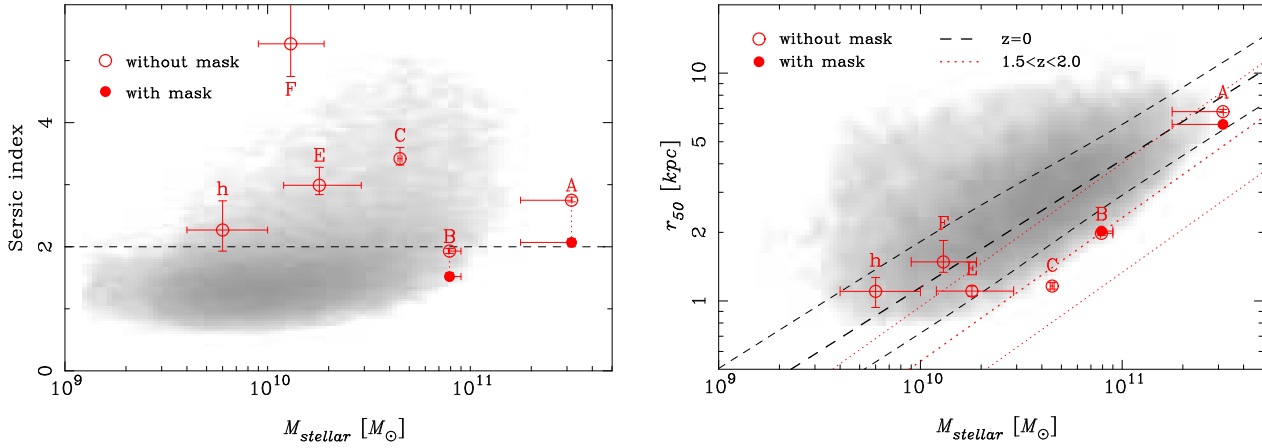 without mask
with mask
F
C
E
h
A
B
Sersic index
0
2
4
10^9
10^10
10^11
M_stellar [M_⊙]
without mask
with mask
z=0
1.5<z<2.0
A
B
F
C
E
h
r_50 [kpc]
1
2
5
10
10^9
10^10
10^11
M_stellar [M_⊙]